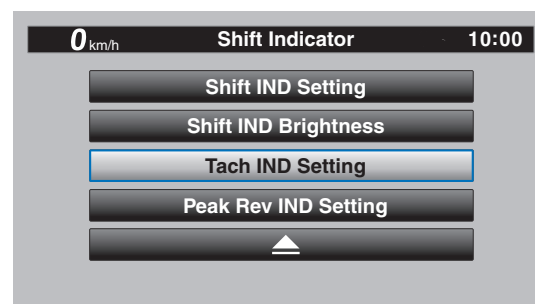 0 km/h Shift Indicator 10:00
Shift IND Setting
Shift IND Brightness
Tach IND Setting
Peak Rev IND Setting